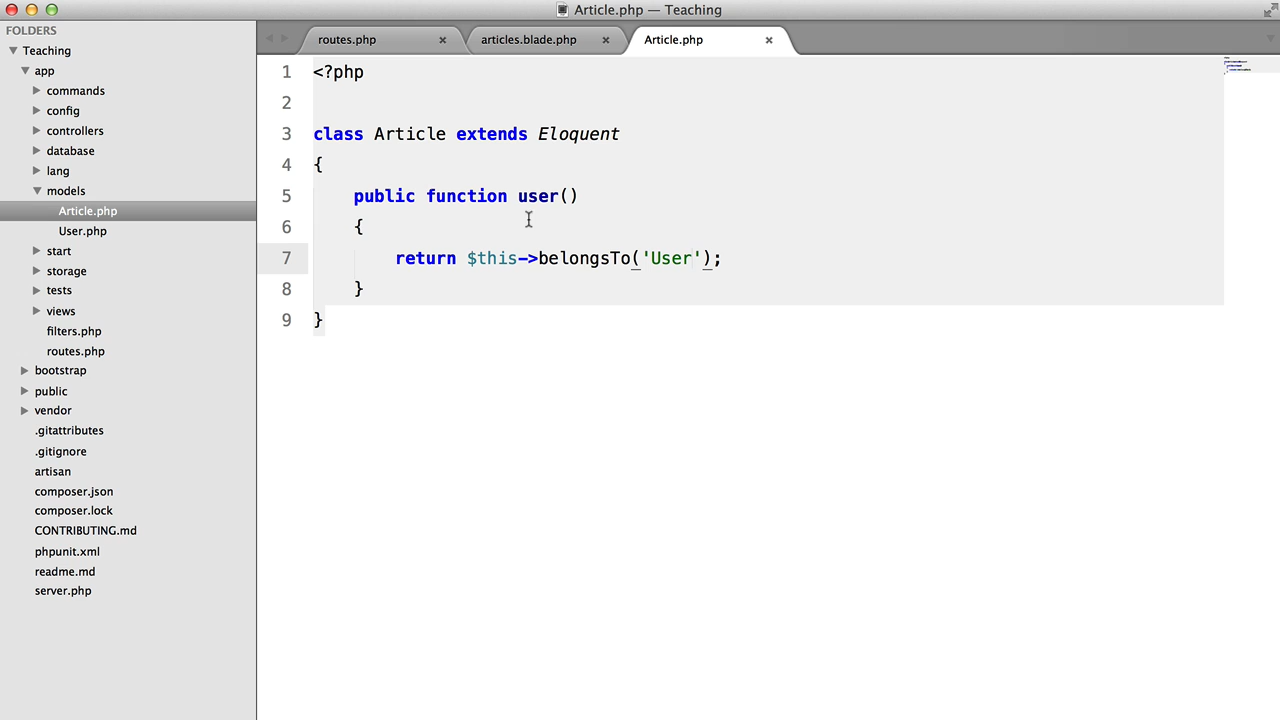 Article.php — Teaching
FOLDERS
Teaching
app
commands
config
controllers
database
lang
models
Article.php
User.php
start
storage
tests
views
filters.php
routes.php
bootstrap
public
vendor
.gitattributes
.gitignore
artisan
composer.json
composer.lock
CONTRIBUTING.md
phpunit.xml
readme.md
server.php
routes.php × articles.blade.php × Article.php ×
1 <?php
2
3 class Article extends Eloquent
4 {
5 public function user()
6 {
7 return $this->belongsTo('User');
8 }
9 }